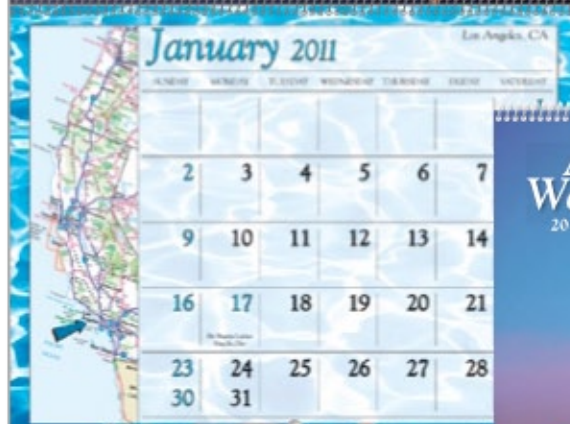 January 2011
Los Angeles, CA
SUNDAY MONDAY TUESDAY WEDNESDAY THURSDAY FRIDAY SATURDAY
1
2 3 4 5 6 7
9 10 11 12 13 14
16 17 18 19 20 21
23 24 25 26 27 28
30 31